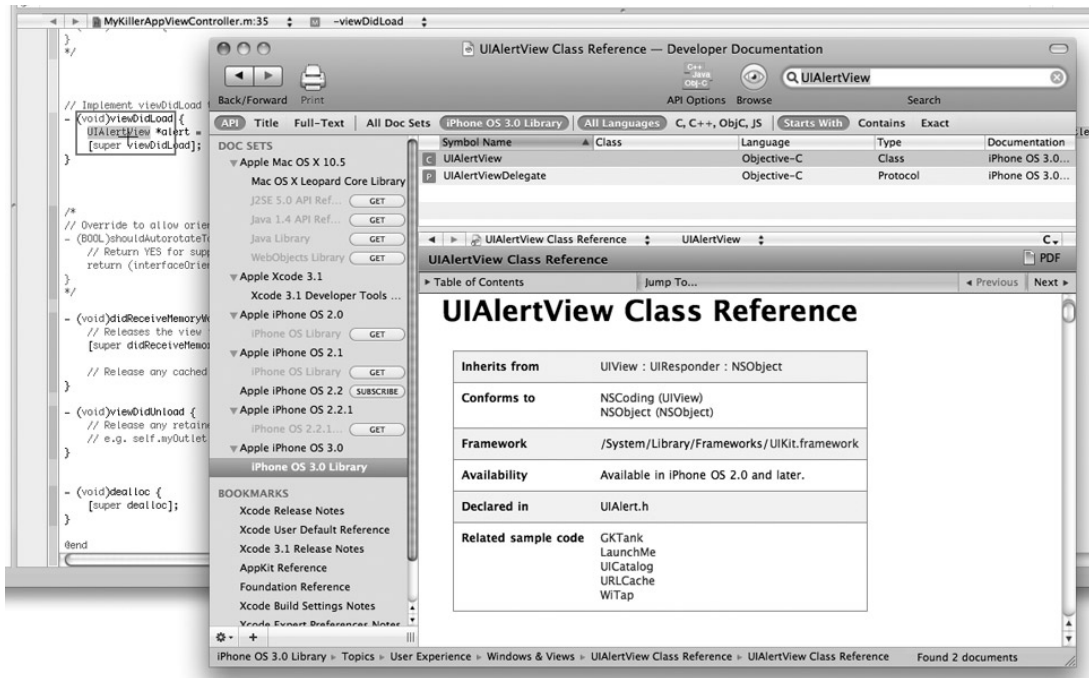 MyKillerAppViewController.m:35 M -viewDidLoad
}
*/
// Implement viewDidLoad
- (void)viewDidLoad {
UIAlertView *alert =
[super viewDidLoad];
}
/*
// Override to allow orie
- (BOOL)shouldAutorotateTo
// Return YES for supp
return (interfaceOrien
}
*/
- (void)didReceiveMemoryWa
// Releases the view
[super didReceiveMemor
// Release any cached
}
- (void)viewDidUnload {
// Release any retaine
// e.g. self.myOutlet
}
- (void)dealloc {
[super dealloc];
}
@end
UIAlertView Class Reference — Developer Documentation
C++
Java
Obj-C
UIAlertView
Back/Forward Print API Options Browse Search
API Title Full-Text All Doc Sets iPhone OS 3.0 Library All Languages C, C++, ObjC, JS Starts With Contains Exact
DOC SETS
Apple Mac OS X 10.5
Mac OS X Leopard Core Library
J2SE 5.0 API Ref... GET
Java 1.4 API Ref... GET
Java Library GET
WebObjects Library GET
Apple Xcode 3.1
Xcode 3.1 Developer Tools ...
Apple iPhone OS 2.0
iPhone OS Library GET
Apple iPhone OS 2.1
iPhone OS Library GET
Apple iPhone OS 2.2 SUBSCRIBE
Apple iPhone OS 2.2.1
iPhone OS 2.2.1... GET
Apple iPhone OS 3.0
iPhone OS 3.0 Library
BOOKMARKS
Xcode Release Notes
Xcode User Default Reference
Xcode 3.1 Release Notes
AppKit Reference
Foundation Reference
Xcode Build Settings Notes
Xcode Expert Preferences Notes
Symbol Name Class Language Type Documentation
C UIAlertView Objective-C Class iPhone OS 3.0...
P UIAlertViewDelegate Objective-C Protocol iPhone OS 3.0...
UIAlertView Class Reference UIAlertView C
UIAlertView Class Reference PDF
Table of Contents Jump To... Previous Next
UIAlertView Class Reference
Inherits from UIView : UIResponder : NSObject
Conforms to NSCoding (UIView)
NSObject (NSObject)
Framework /System/Library/Frameworks/UIKit.framework
Availability Available in iPhone OS 2.0 and later.
Declared in UIAlert.h
Related sample code GKTank
LaunchMe
UICatalog
URLCache
WiTap
iPhone OS 3.0 Library Topics User Experience Windows & Views UIAlertView Class Reference UIAlertView Class Reference Found 2 documents